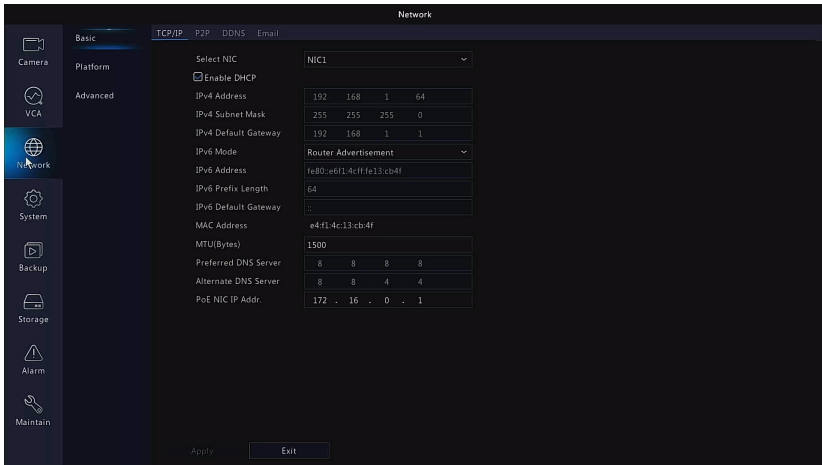 Network
Camera
VCA
Network
System
Backup
Storage
Alarm
Maintain
Basic
Platform
Advanced
TCP/IP P2P DDNS Email
Select NIC NIC1
Enable DHCP
IPv4 Address 192 168 1 64
IPv4 Subnet Mask 255 255 255 0
IPv4 Default Gateway 192 168 1 1
IPv6 Mode Router Advertisement
IPv6 Address fe80::e6f1:4cff:fe13:cb4f
IPv6 Prefix Length 64
IPv6 Default Gateway ::
MAC Address e4:f1:4c:13:cb:4f
MTU(Bytes) 1500
Preferred DNS Server 8 8 8 8
Alternate DNS Server 8 8 4 4
PoE NIC IP Addr. 172 . 16 . 0 . 1
Apply Exit